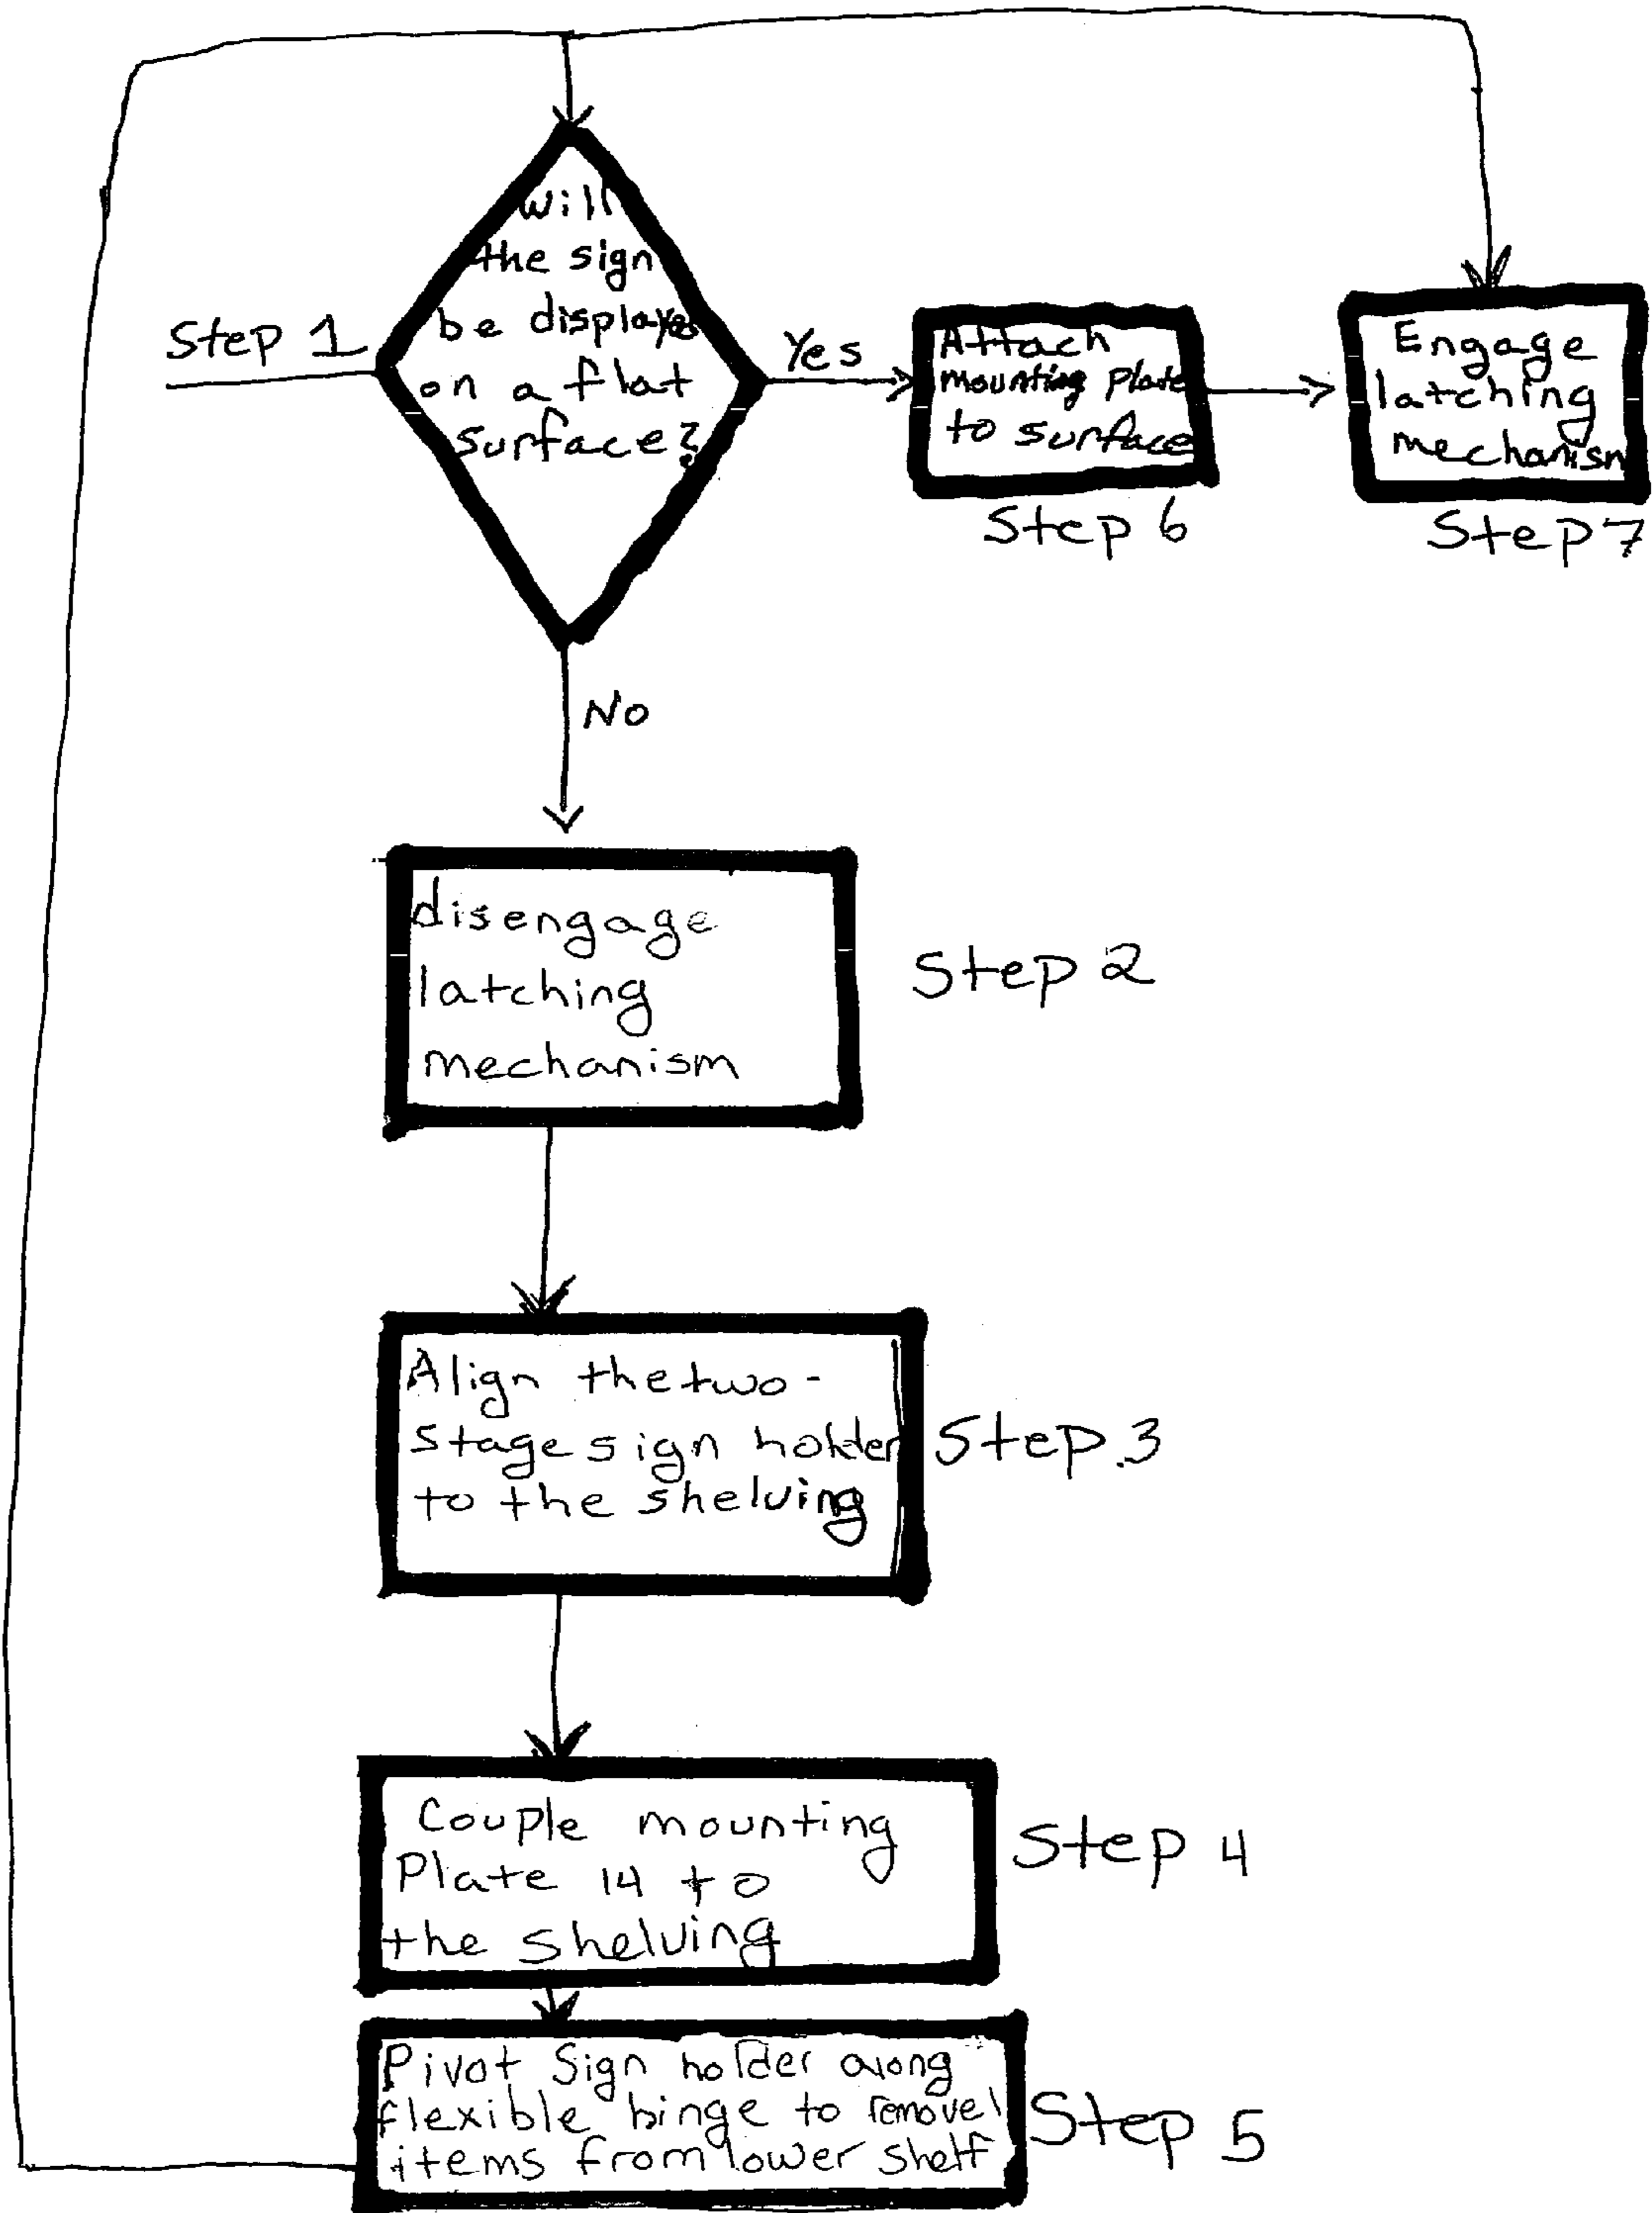 Will
the sign
be displayed
on a flat
surface?
Step 1
Yes
Attach
mounting plate
to surface
Step 6
Engage
latching
mechanism
Step 7
No
disengage
latching
mechanism
Step 2
Align the two-
stage sign holder
to the shelving
Step 3
Couple mounting
Plate 14 to
the shelving
Step 4
Pivot Sign holder along
flexible hinge to remove
items from lower shelf
Step 5